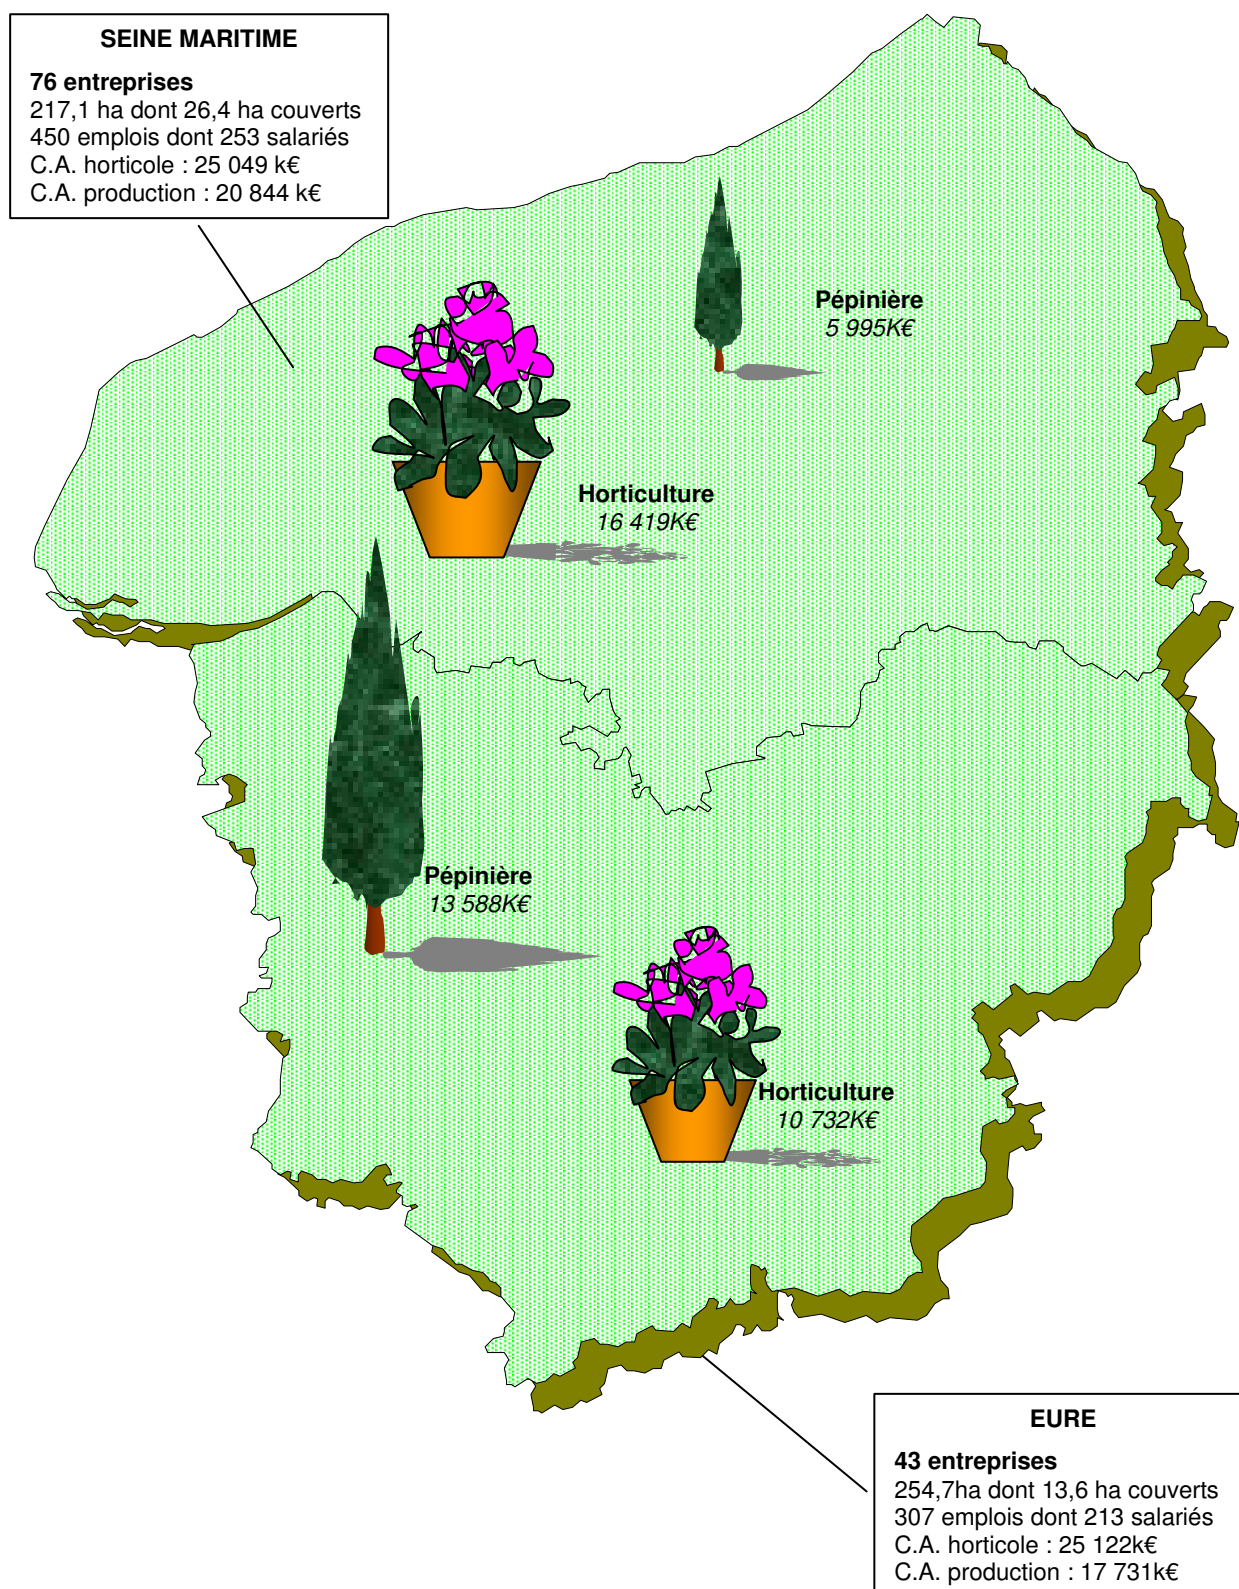 SEINE MARITIME
76 entreprises
217,1 ha dont 26,4 ha couverts
450 emplois dont 253 salariés
C.A. horticole : 25 049 k€
C.A. production : 20 844 k€
Pépinière
5 995K€
Horticulture
16 419K€
Pépinière
13 588K€
Horticulture
10 732K€
EURE
43 entreprises
254,7ha dont 13,6 ha couverts
307 emplois dont 213 salariés
C.A. horticole : 25 122k€
C.A. production : 17 731k€